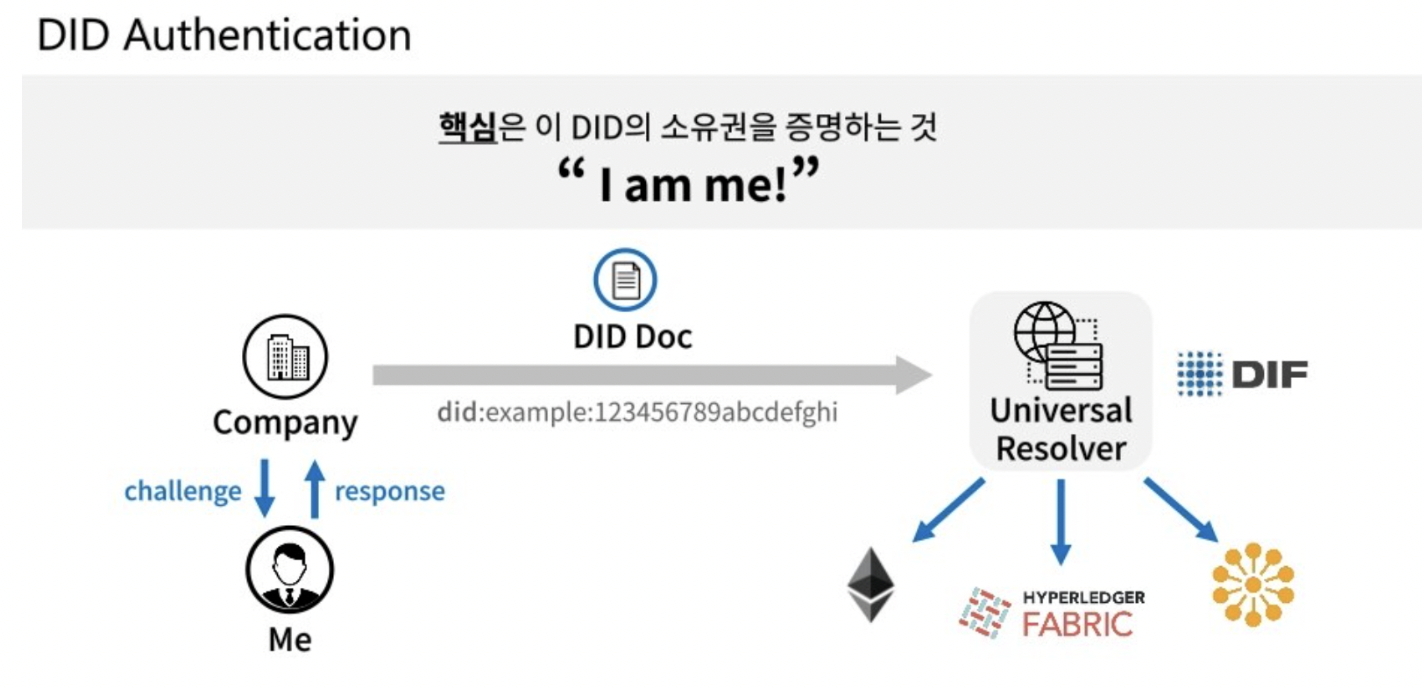 DID Authentication
핵심은 이 DID의 소유권을 증명하는 것
“ I am me!”
DID Doc
Company
did:example:123456789abcdefghi
Universal
Resolver
DIF
challenge
response
Me
HYPERLEDGER
FABRIC